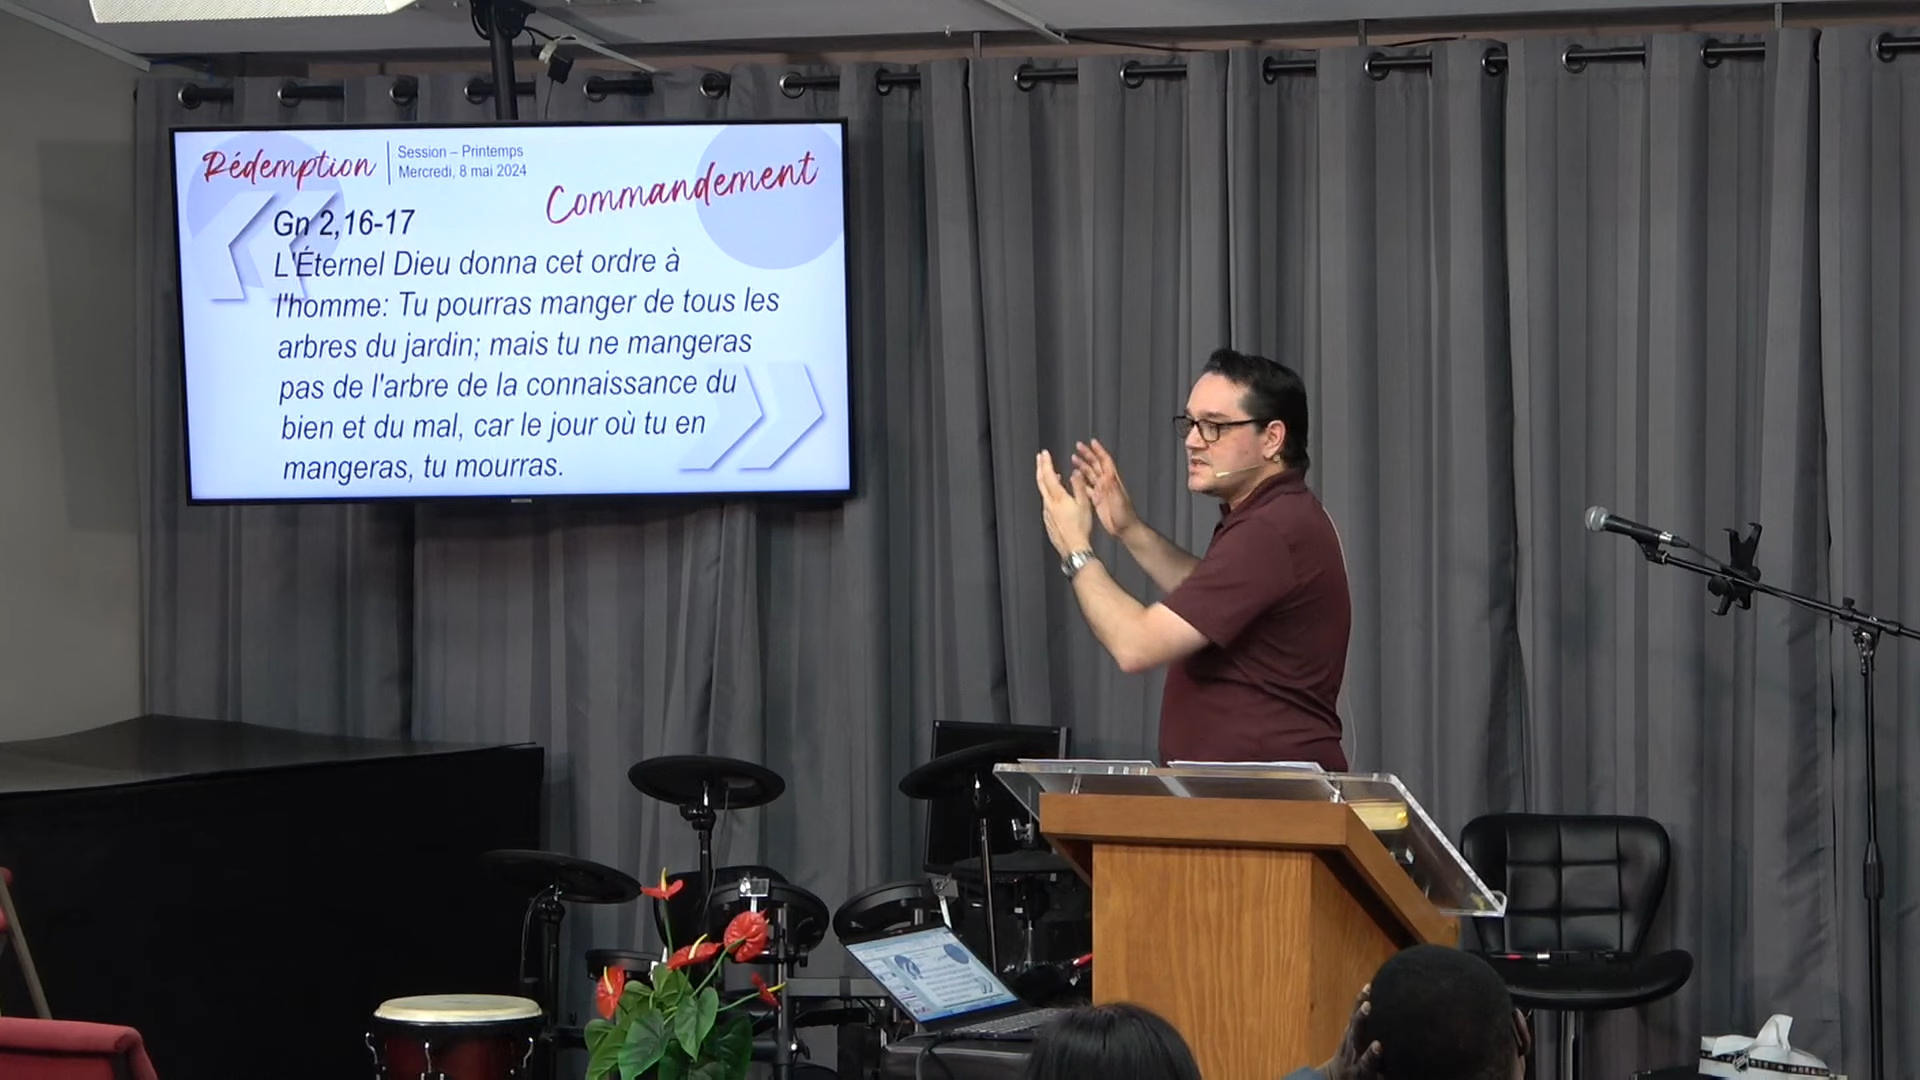 Rédemption
Session – Printemps
Mercredi, 8 mai 2024
Commandement
Gn 2,16-17
L'Éternel Dieu donna cet ordre à
l'homme: Tu pourras manger de tous les
arbres du jardin; mais tu ne mangeras
pas de l'arbre de la connaissance du
bien et du mal, car le jour où tu en
mangeras, tu mourras.